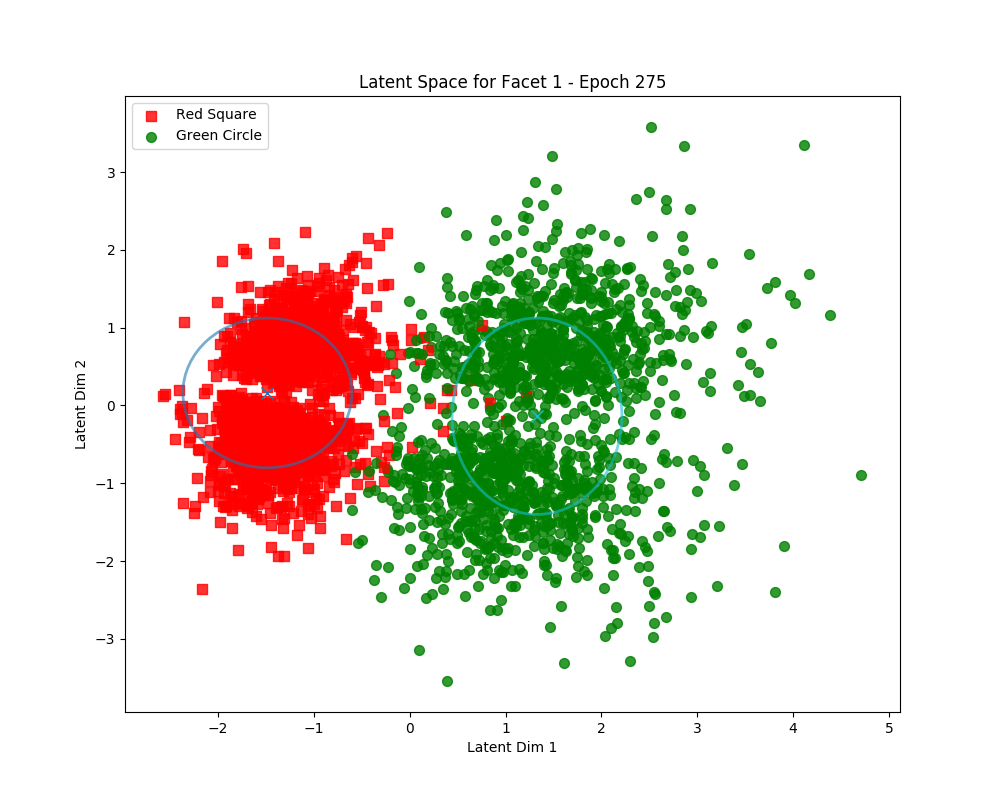 Latent Space for Facet 1 - Epoch 275
Red Square
Green Circle
3
2
1
0
−1
−2
−3
Latent Dim 2
−2 −1 0 1 2 3 4 5
Latent Dim 1